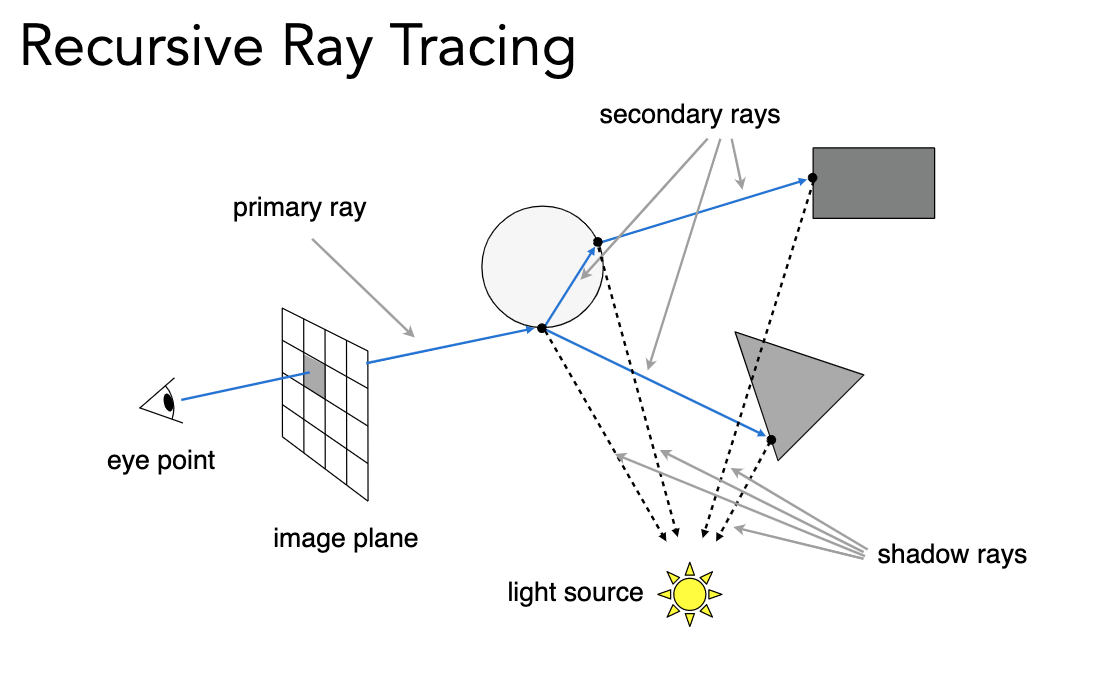 Recursive Ray Tracing
secondary rays
primary ray
eye point
image plane
shadow rays
light source